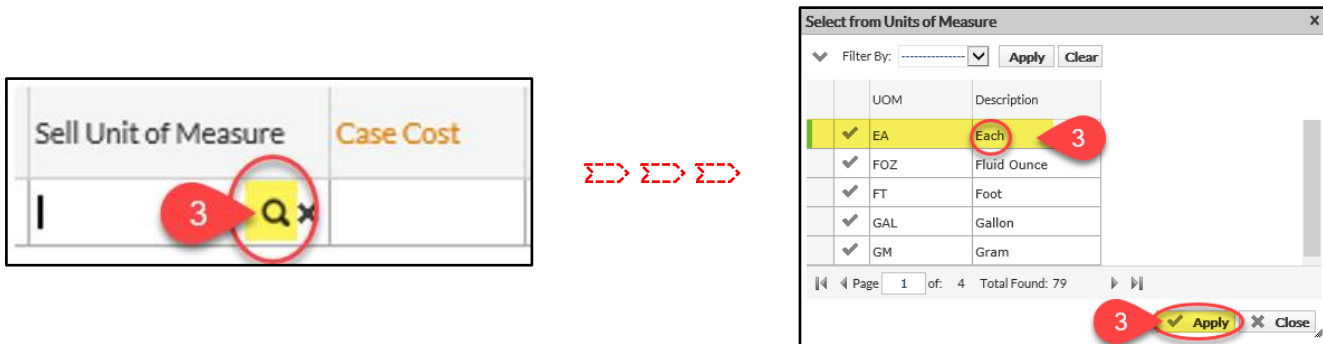 Sell Unit of Measure Case Cost
3
Select from Units of Measure x
Filter By: --------------- Apply Clear
UOM Description
EA Each 3
FOZ Fluid Ounce
FT Foot
GAL Gallon
GM Gram
Page 1 of: 4 Total Found: 79
3 Apply Close